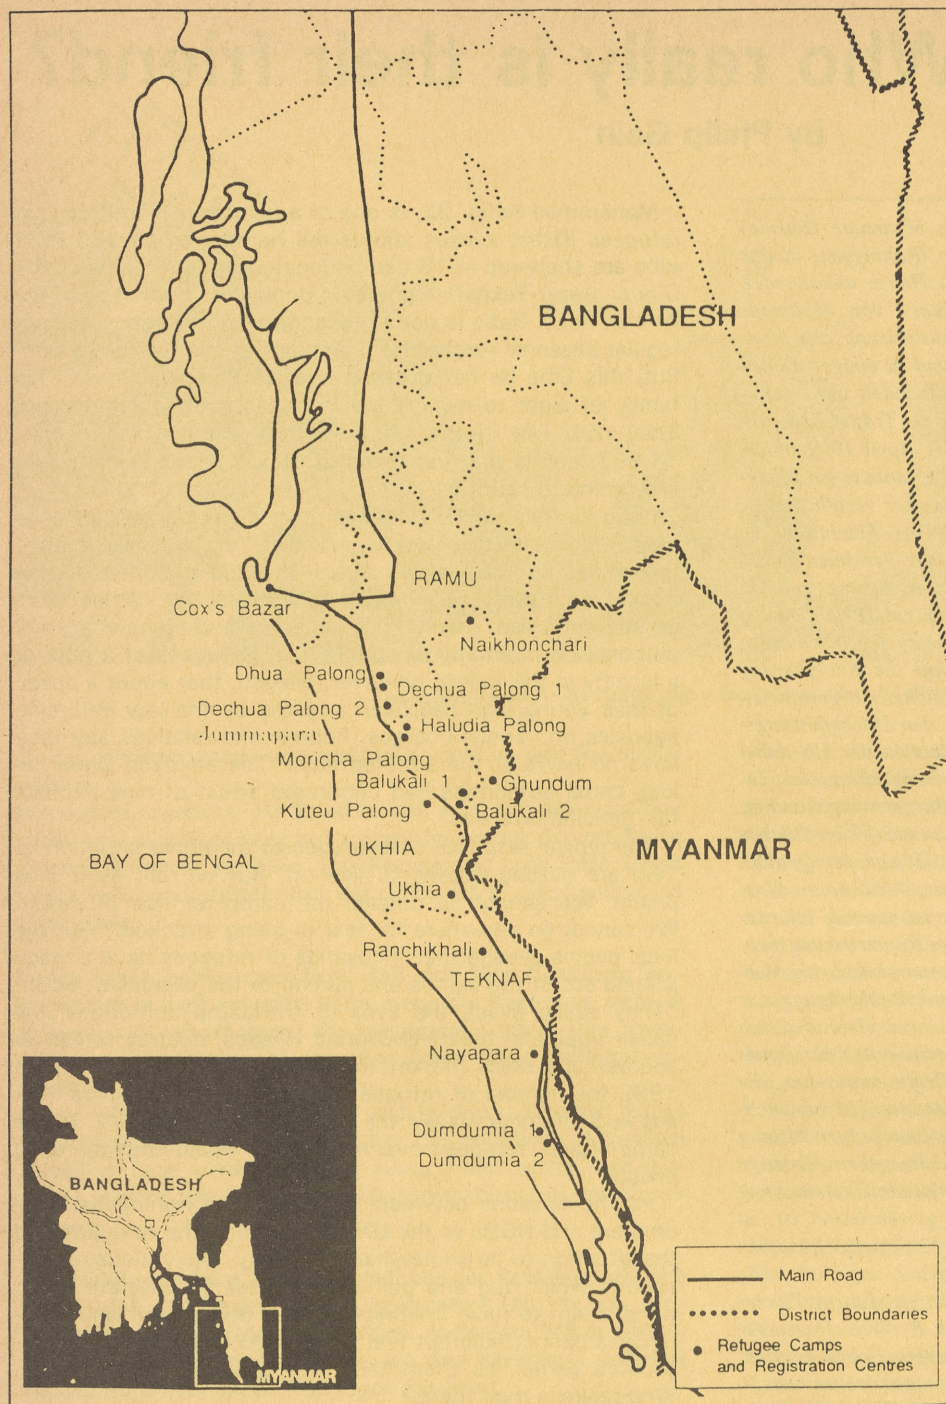 BANGLADESH
RAMU
Cox's Bazar
Naikhonchari
Dhua Palong
Dechua Palong 1
Dechua Palong 2
Haludia Palong
Jummapara
Moricha Palong
Balukali 1
Ghundum
Kuteu Palong
Balukali 2
UKHIA
MYANMAR
BAY OF BENGAL
Ukhia
Ranchikhali
TEKNAF
Nayapara
Dumdumia 1
Dumdumia 2
BANGLADESH
MYANMAR
Main Road
District Boundaries
Refugee Camps
and Registration Centres